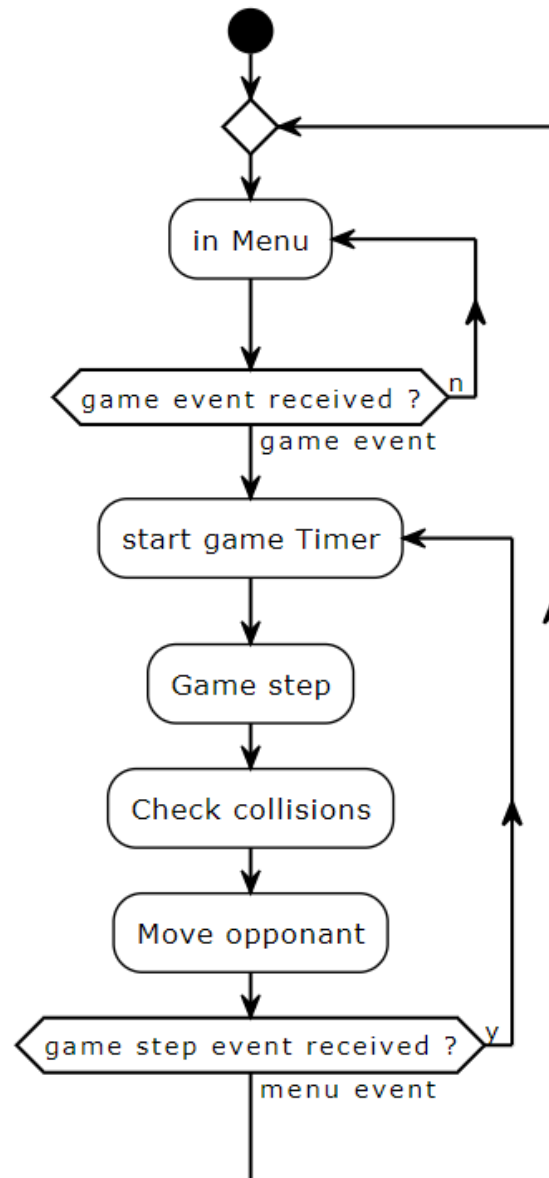 in Menu
game event received ?
n
game event
start game Timer
Game step
Check collisions
Move opponant
game step event received ?
y
menu event